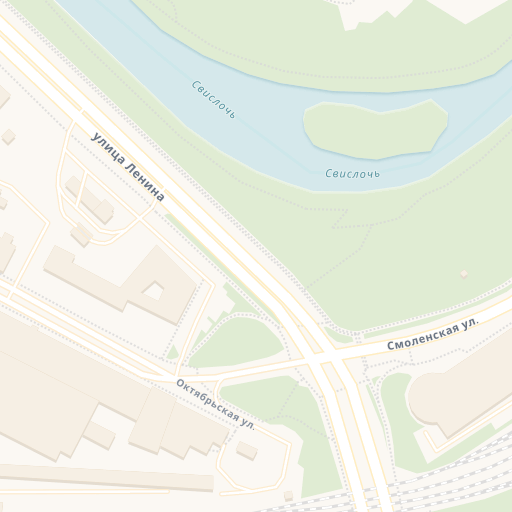 Свислочь
улица Ленина
Свислочь
Смоленская ул.
Октябрьская ул.